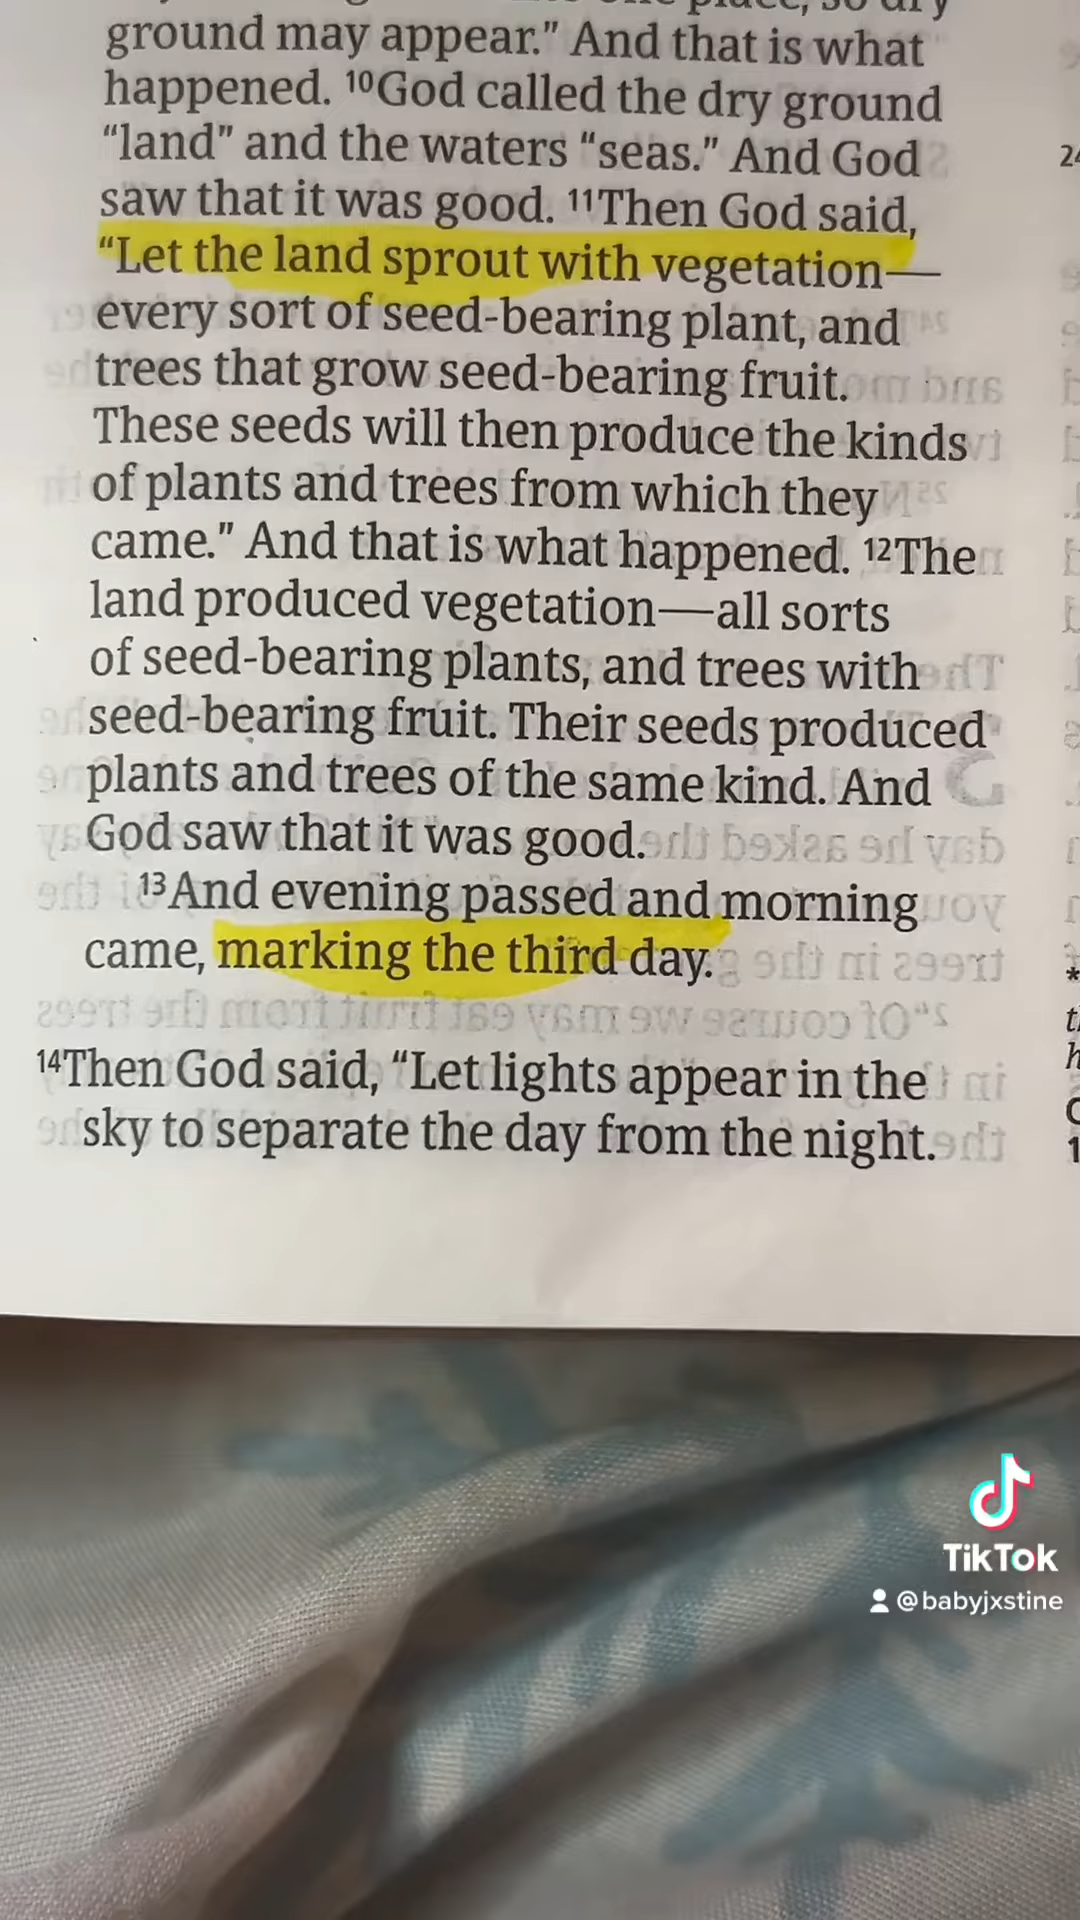 place, so dry
ground may appear.” And that is what
happened. 10God called the dry ground
“land” and the waters “seas.” And God
saw that it was good. 11Then God said,
“Let the land sprout with vegetation—
every sort of seed-bearing plant, and
trees that grow seed-bearing fruit.
These seeds will then produce the kinds
of plants and trees from which they
came.” And that is what happened. 12The
land produced vegetation—all sorts
of seed-bearing plants, and trees with
seed-bearing fruit. Their seeds produced
plants and trees of the same kind. And
God saw that it was good.
13And evening passed and morning
came, marking the third day.
14Then God said, “Let lights appear in the
sky to separate the day from the night.
24
*
TikTok
@babyjxstine